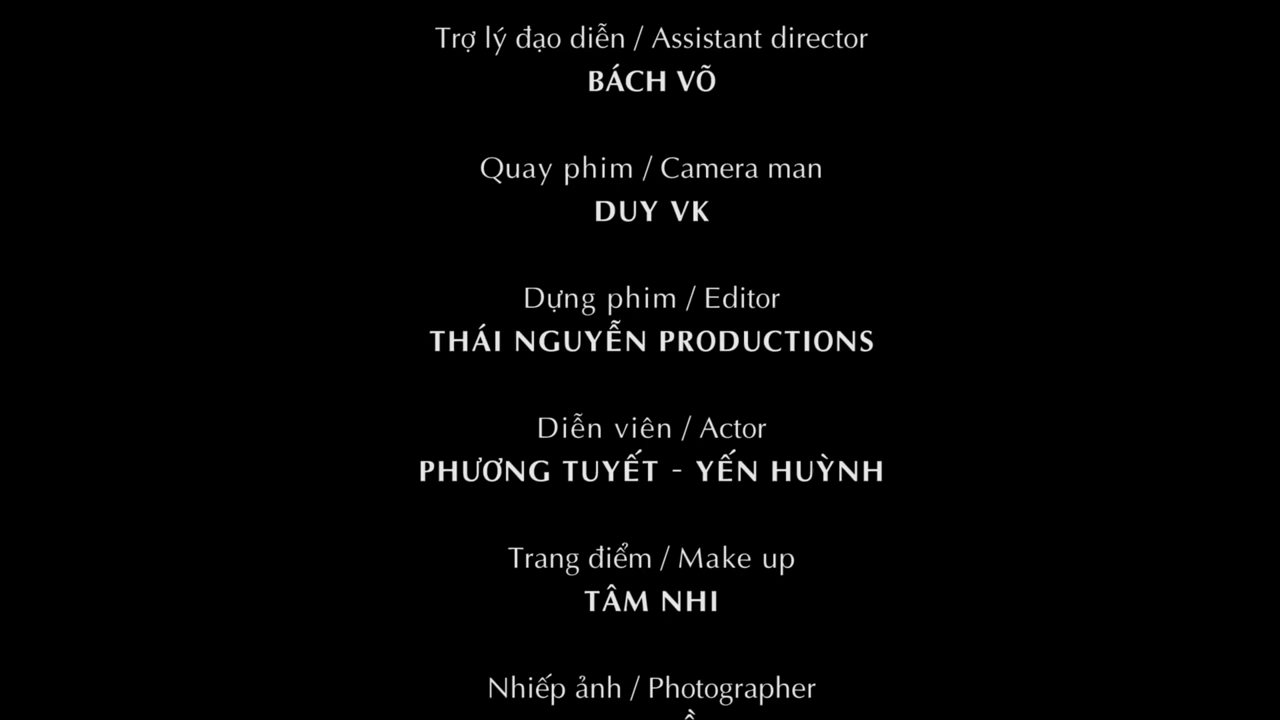 Trợ lý đạo diễn / Assistant director
BÁCH VÕ
Quay phim / Camera man
DUY VK
Dựng phim / Editor
THÁI NGUYỄN PRODUCTIONS
Diễn viên / Actor
PHƯƠNG TUYẾT - YẾN HUỲNH
Trang điểm / Make up
TÂM NHI
Nhiếp ảnh / Photographer